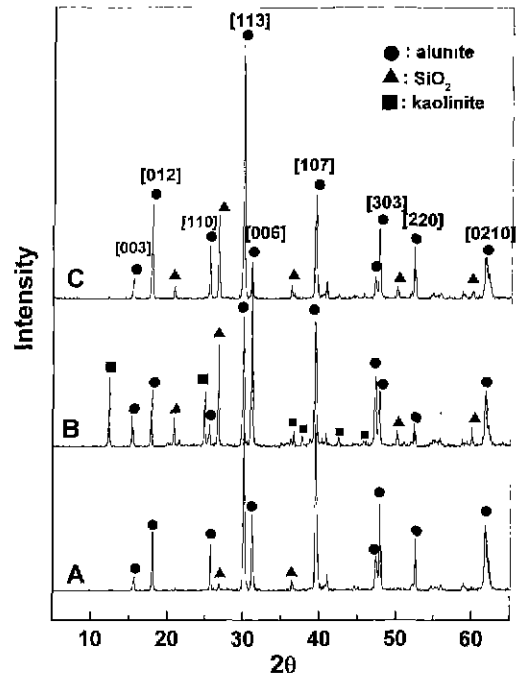 [113]
: alunite
: SiO2
: kaolinite
[012]
[003]
[110]
[006]
[107]
[303]
[220]
[0210]
C
B
A
Intensity
10 20 30 40 50 60
2θ